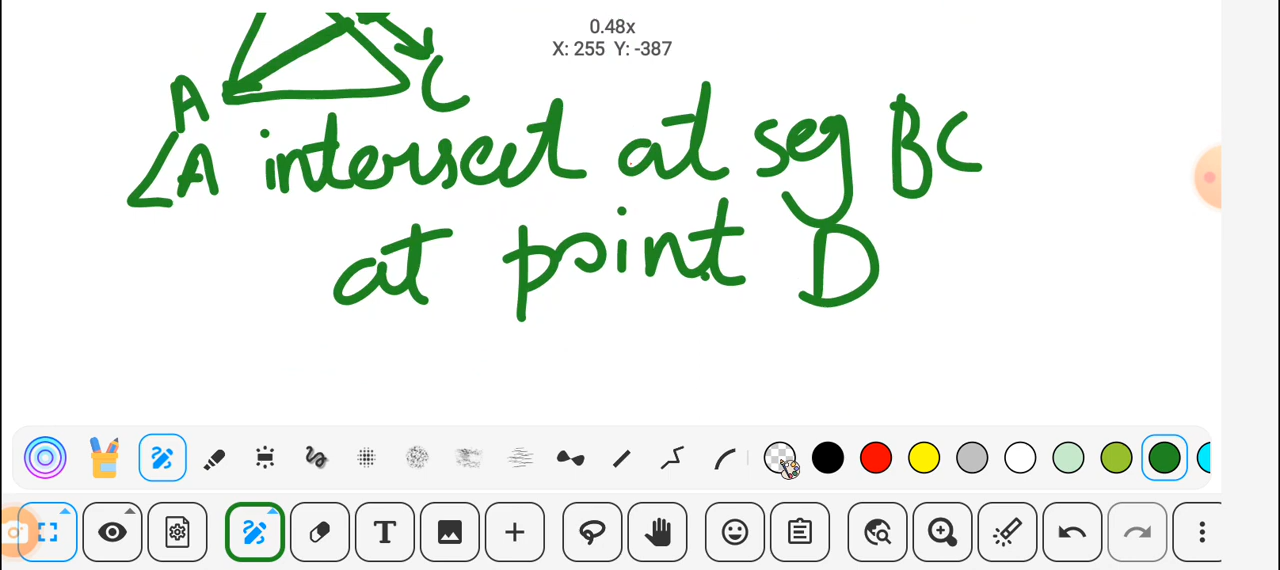 0.48x
X: 255 Y: -387
A
C
∠A intersect at seg BC
at point D
T